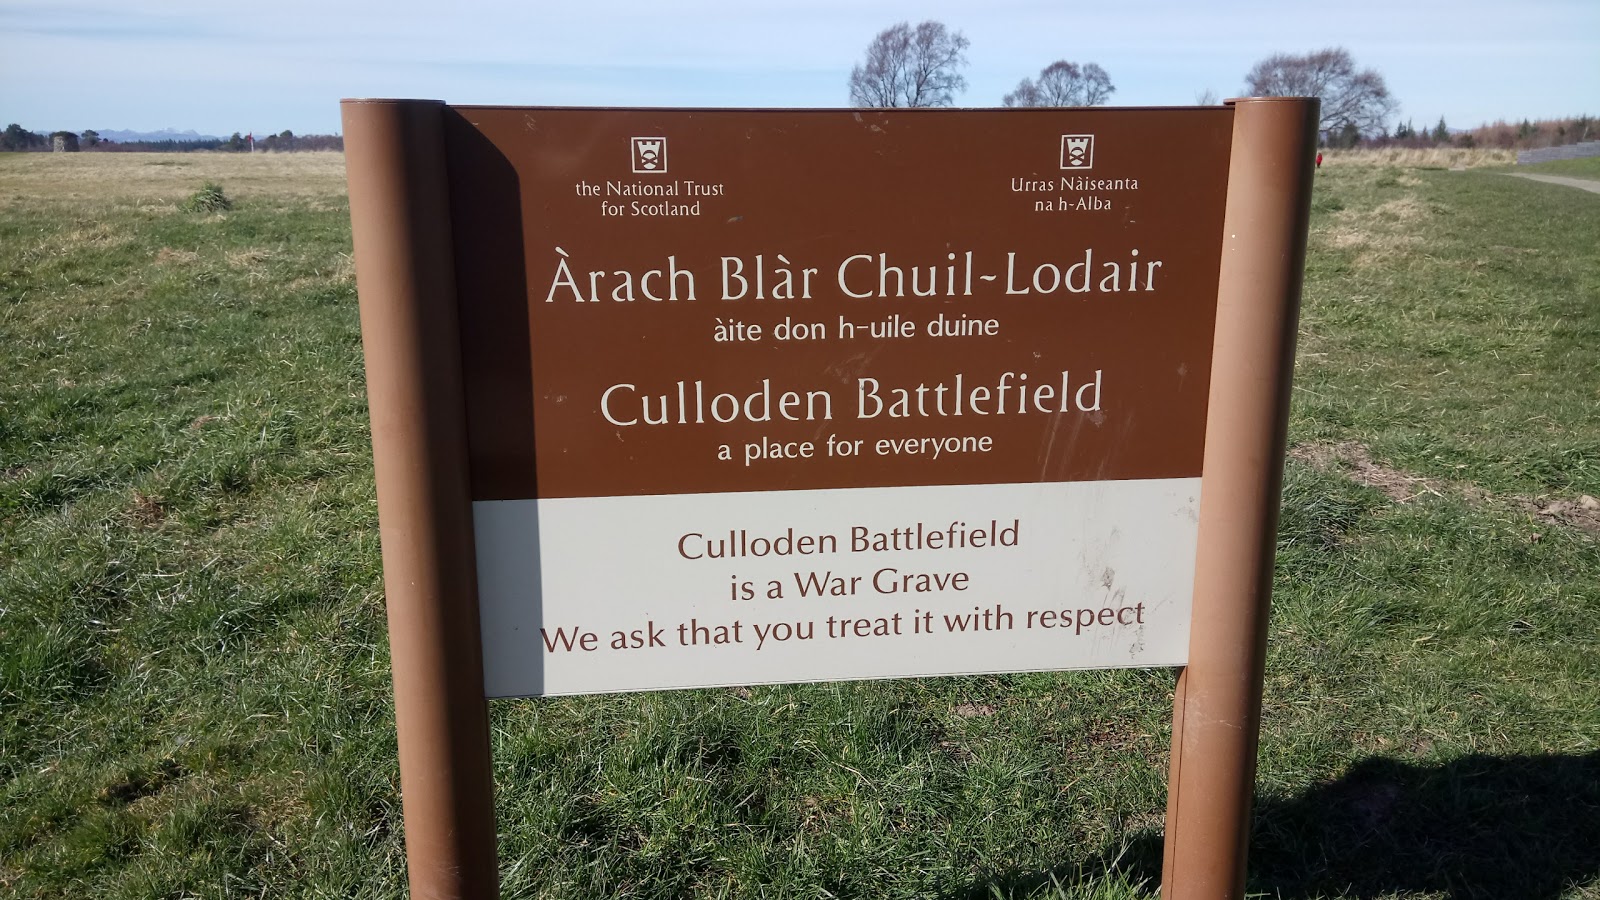 the National Trust
for Scotland
Urras Nàiseanta
na h-Alba
Àrach Blàr Chuil-Lodair
àite don h-uile duine
Culloden Battlefield
a place for everyone
Culloden Battlefield
is a War Grave
We ask that you treat it with respect